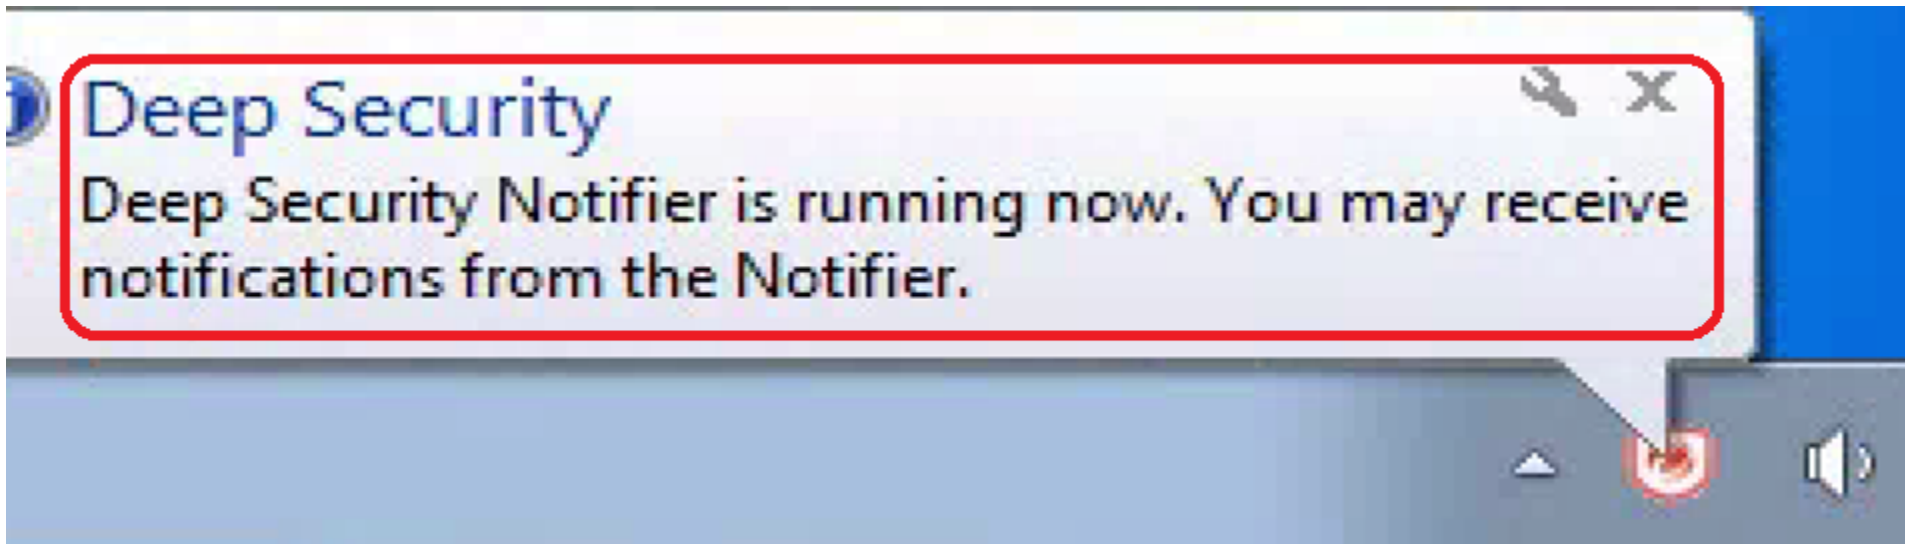 Deep Security
Deep Security Notifier is running now. You may receive
notifications from the Notifier.